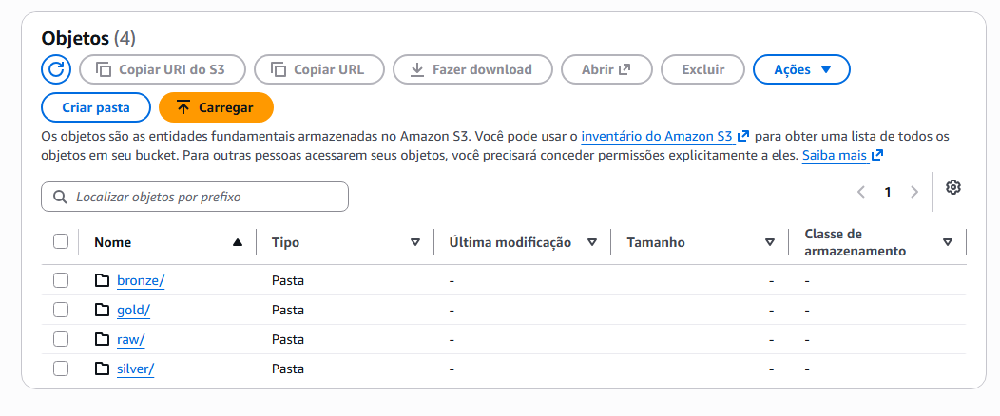 Objetos (4)
Copiar URI do S3 Copiar URL Fazer download Abrir Excluir Ações
Criar pasta Carregar
Os objetos são as entidades fundamentais armazenadas no Amazon S3. Você pode usar o inventário do Amazon S3 para obter uma lista de todos os
objetos em seu bucket. Para outras pessoas acessarem seus objetos, você precisará conceder permissões explicitamente a eles. Saiba mais
Localizar objetos por prefixo 1
Nome Tipo Última modificação Tamanho Classe de
armazenamento
bronze/ Pasta - - -
gold/ Pasta - - -
raw/ Pasta - - -
silver/ Pasta - - -